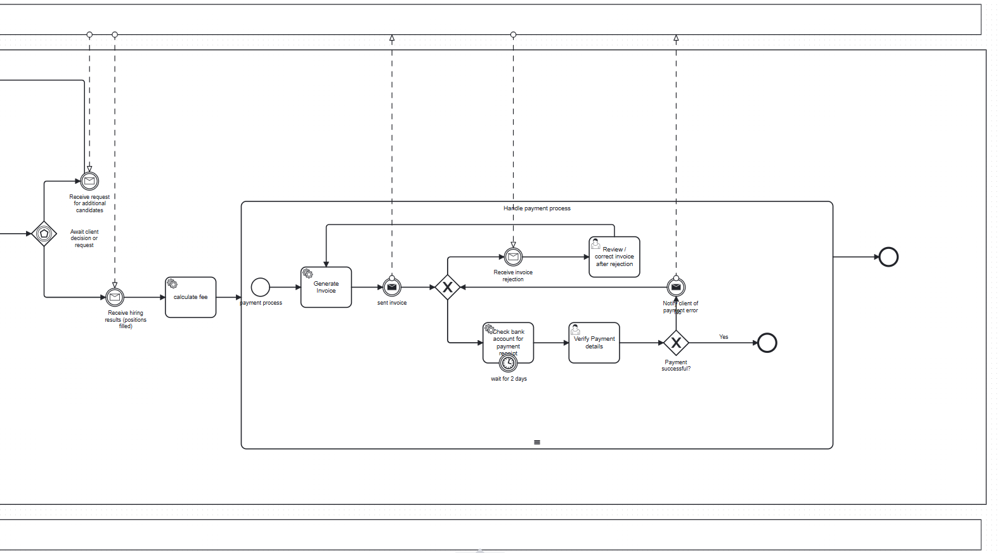 Receive request
for additional
candidates
Await client
decision or
request
Receive hiring
results (positions
filled)
calculate fee
Handle payment process
payment process
Generate
Invoice
sent invoice
Receive invoice
rejection
Review /
correct invoice
after rejection
Notify client of
payment error
No
Check bank
account for
payment
receipt
wait for 2 days
Verify Payment
details
Payment
successful?
Yes